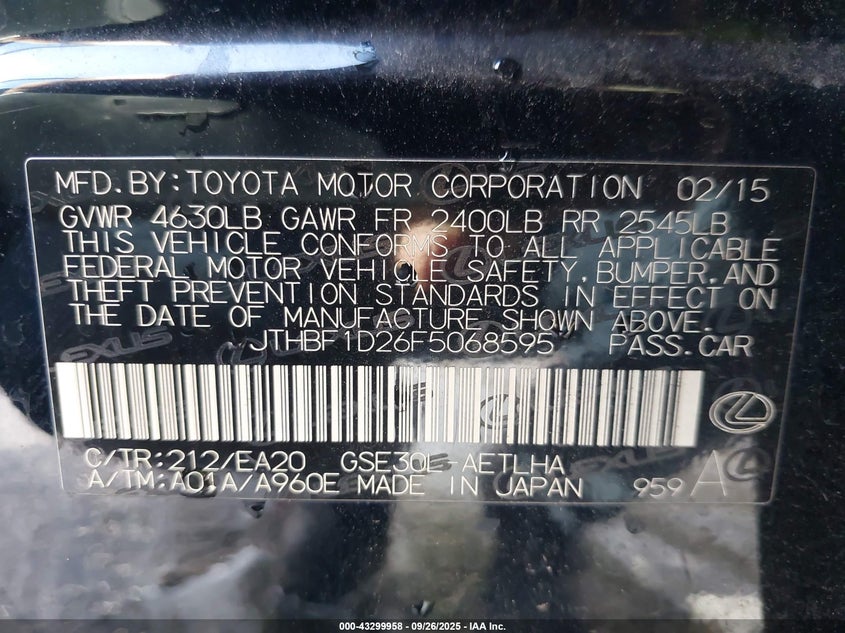 MFD.BY:TOYOTA MOTOR CORPORATION 02/15
GVWR 4630LB GAWR FR 2400LB RR 2545LB
THIS VEHICLE CONFORMS TO ALL APPLICABLE
FEDERAL MOTOR VEHICLE SAFETY,BUMPER,AND
THEFT PREVENTION STANDARDS IN EFFECT ON
THE DATE OF MANUFACTURE SHOWN ABOVE.
JTHBF1D26F5068595 PASS.CAR
C/TR:212/EA20 GSE30L-AETLHA
A/TM:A01A/A960E MADE IN JAPAN 959 A
000-43299958 - 09/26/2025 - IAA Inc.